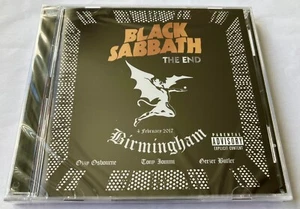 BLACK
SABBATH
THE END
4 February 2017
Birmingham
Ozzy Osbourne Tony Iommi Geezer Butler
PARENTAL
ADVISORY
EXPLICIT CONTENT